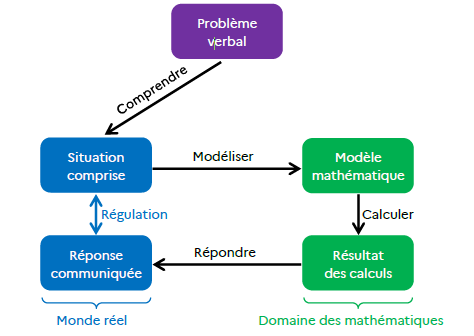 Problème
verbal
Comprendre
Situation
comprise
Modéliser
Modèle
mathématique
Régulation
Calculer
Réponse
communiquée
Répondre
Résultat
des calculs
Monde réel
Domaine des mathématiques